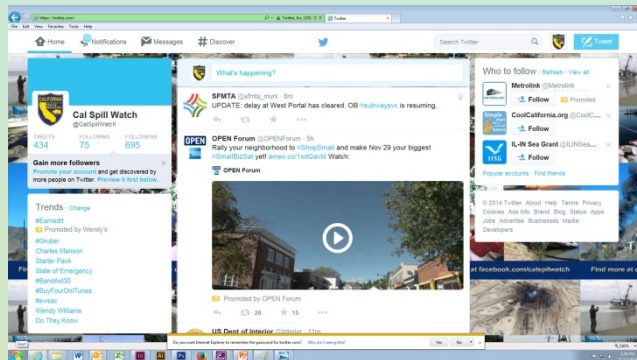 https://twitter.com/
Twitter, Inc. [US]
Twitter
File Edit View Favorites Tools Help
Home
Notifications
Messages
Discover
Search Twitter
Tweet
Cal Spill Watch
@CalSpillWatch
TWEETS FOLLOWING FOLLOWERS
434 75 695
Gain more followers
Promote your account and get discovered by
more people on Twitter. Preview it first below.
Trends · Change
#EarnedIt
Promoted by Wendy's
#Gruber
Charles Manson
Starter Pack
State of Emergency
#BandAid30
#BuyFourOnITunes
#svsac
Wendy Williams
Do They Know
What's happening?
SFMTA @sfmta_muni · 8m
UPDATE: delay at West Portal has cleared. OB #subwaysvs is resuming.
OPEN Forum @OPENForum · 5h
Rally your neighborhood to #ShopSmall and make Nov 29 your biggest
#SmallBizSat yet! amex.co/1xdQavM Watch:
OPEN Forum
Promoted by OPEN Forum
20 15
US Dept of Interior @Interior · 11m
Who to follow · Refresh · View all
Metrolink @Metrolink
Follow Promoted
CoolCalifornia.org @CoolC...
Follow
IL-IN Sea Grant @ILINSea...
Follow
Popular accounts · Find friends
© 2014 Twitter About Help Terms Privacy
Cookies Ads info Brand Blog Status Apps
Jobs Advertise Businesses Media
Developers
at facebook.com/calspillwatch
Find more at
Do you want Internet Explorer to remember the password for twitter.com? Why am I seeing this?
Yes No
Start